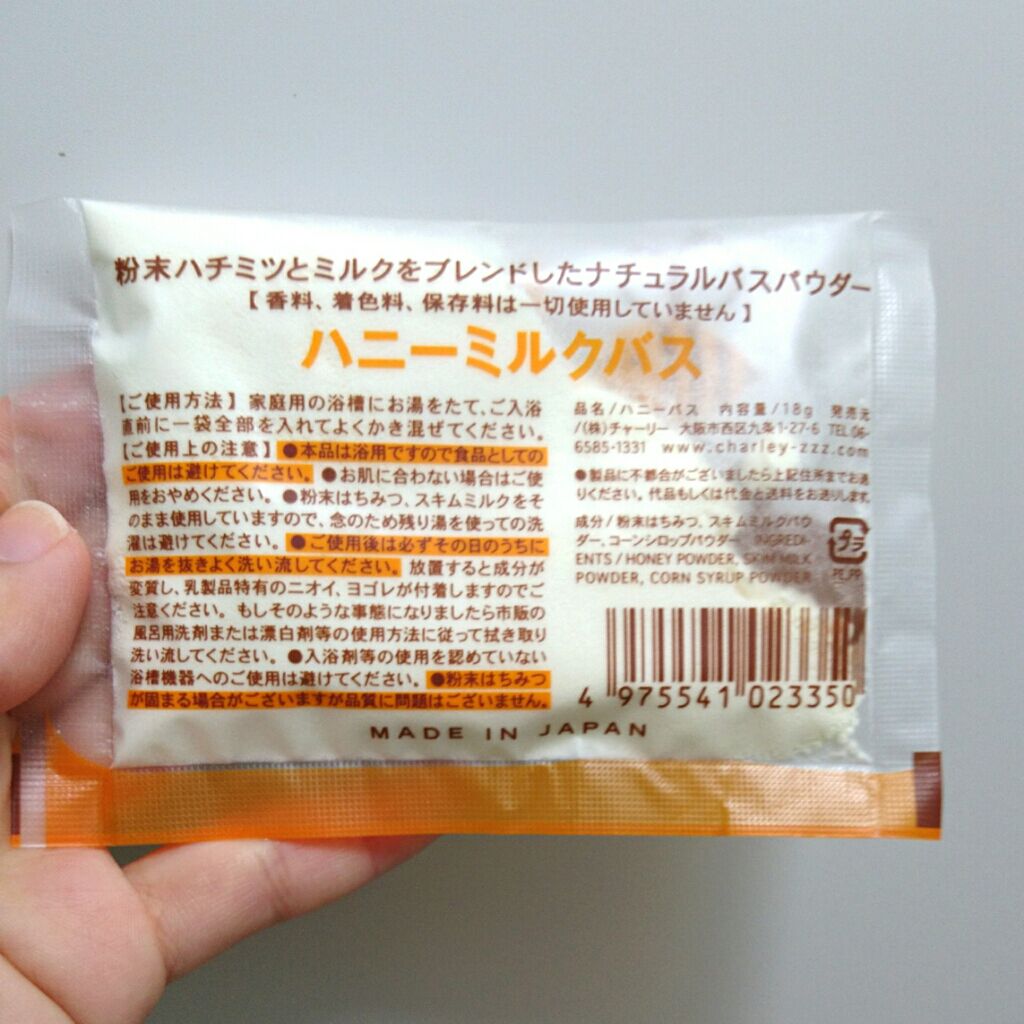 粉末ハチミツとミルクをブレンドしたナチュラルバスパウダー
【 香料、着色料、保存料は一切使用していません 】
ハニーミルクバス
【ご使用方法】 家庭用の浴槽にお湯をたて、ご入浴
直前に一袋全部を入れてよくかき混ぜてください。
【ご使用上の注意】 ●本品は浴用ですので食品としての
ご使用は避けてください。 ●お肌に合わない場合はご使
用をおやめください。 ●粉末はちみつ、スキムミルクをそ
のまま使用していますので、念のため残り湯を使っての洗
濯は避けてください。 ●ご使用後は必ずその日のうちに
お湯を抜きよく洗い流してください。 放置すると成分が
変質し、乳製品特有のニオイ、ヨゴレが付着しますのでご
注意ください。 もしそのような事態になりましたら市販の
風呂用洗剤または漂白剤等の使用方法に従って拭き取り
洗い流してください。 ●入浴剤等の使用を認めていない
浴槽機器へのご使用は避けてください。 ●粉末はちみつ
が固まる場合がございますが品質に問題はございません。
品名/ハニーバス 内容量/18g 発売元
/(株)チャーリー 大阪市西区九条1-27-6 TEL06-
6585-1331 www.charley-zzz.com
●製品に不都合がございましたら上記住所までお送
りください。代品もしくは代金と送料をお送りします。
成分/粉末はちみつ、スキムミルクパウ
ダー、コーンシロップパウダー INGREDI-
ENTS/HONEY POWDER, SKIM MILK
POWDER, CORN SYRUP POWDER
プラ
PE,PP
4 975541 023350
MADE IN JAPAN